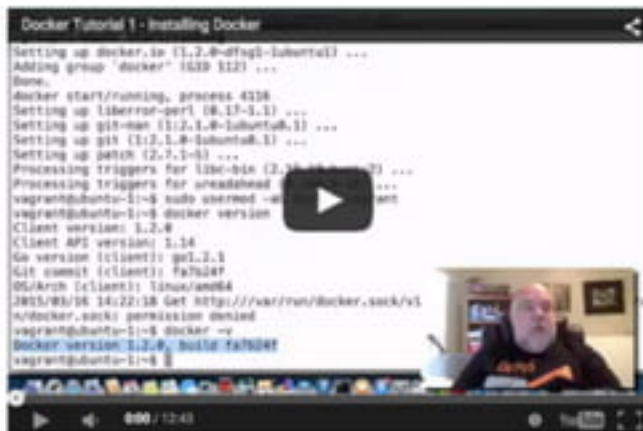 Docker Tutorial 1 - Installing Docker
Setting up docker.io (1.2.0~dfsg1-1ubuntu1) ...
Adding group `docker' (GID 112) ...
Done.
docker start/running, process 4116
Setting up liberror-perl (0.17-1.1) ...
Setting up git-man (1:2.1.0-1ubuntu0.1) ...
Setting up git (1:2.1.0-1ubuntu0.1) ...
Setting up patch (2.7.1-5) ...
Processing triggers for libc-bin ...
Processing triggers for ureadahead ...
vagrant@ubuntu-1:~$ sudo usermod
vagrant@ubuntu-1:~$ docker version
Client version: 1.2.0
Client API version: 1.14
Go version (client): go1.2.1
Git commit (client): fa7b24f
OS/Arch (client): linux/amd64
2015/03/16 14:22:18 Get http:///var/run/docker.sock/v1
n/docker.sock: permission denied
vagrant@ubuntu-1:~$ docker -v
Docker version 1.2.0, build fa7b24f
vagrant@ubuntu-1:~$
0:00 / 12:43
YouTube